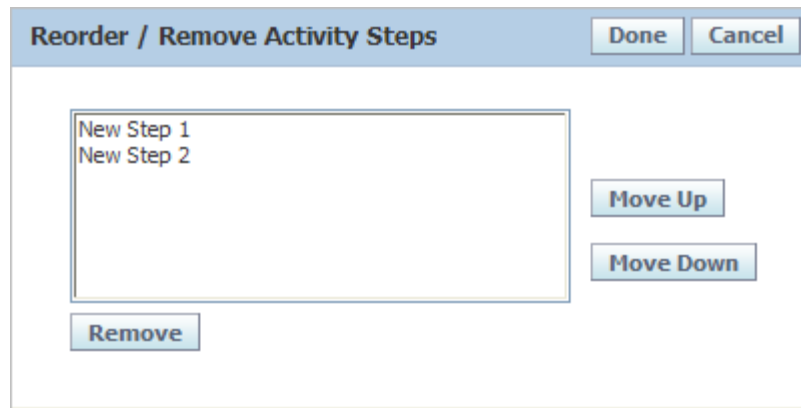 Reorder / Remove Activity Steps
Done
Cancel
New Step 1
New Step 2
Move Up
Move Down
Remove